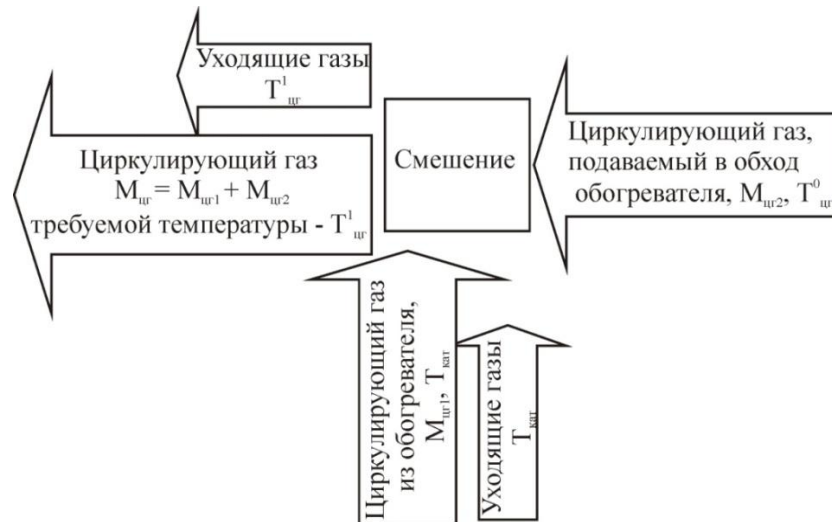 Уходящие газы
T¹цг
Циркулирующий газ
Mцг = Mцг1 + Mцг2
требуемой температуры - T¹цг
Смешение
Циркулирующий газ,
подаваемый в обход
обогревателя, Mцг2, T⁰цг
Циркулирующий газ
из обогревателя,
Mцг1, Tкат
Уходящие газы
Tкат